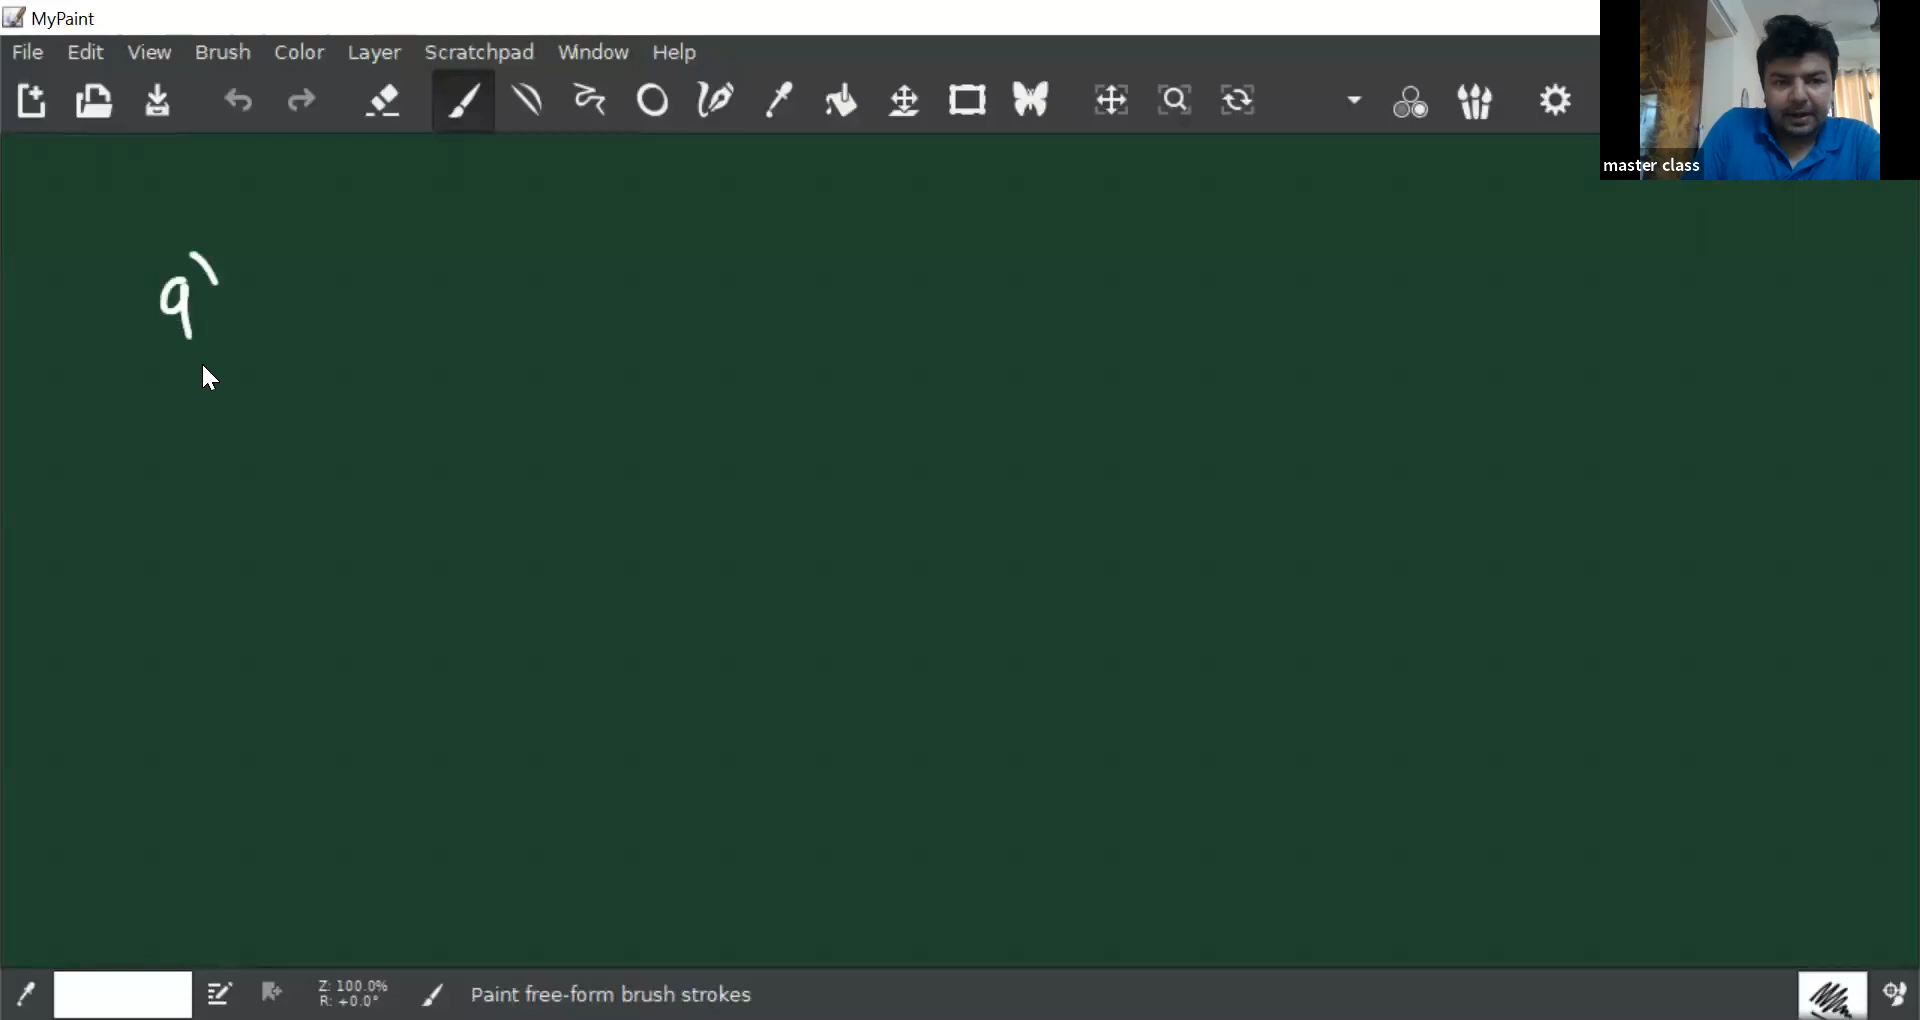 MyPaint
File Edit View Brush Color Layer Scratchpad Window Help
master class
9)
Z: 100.0%
R: +0.0°
Paint free-form brush strokes